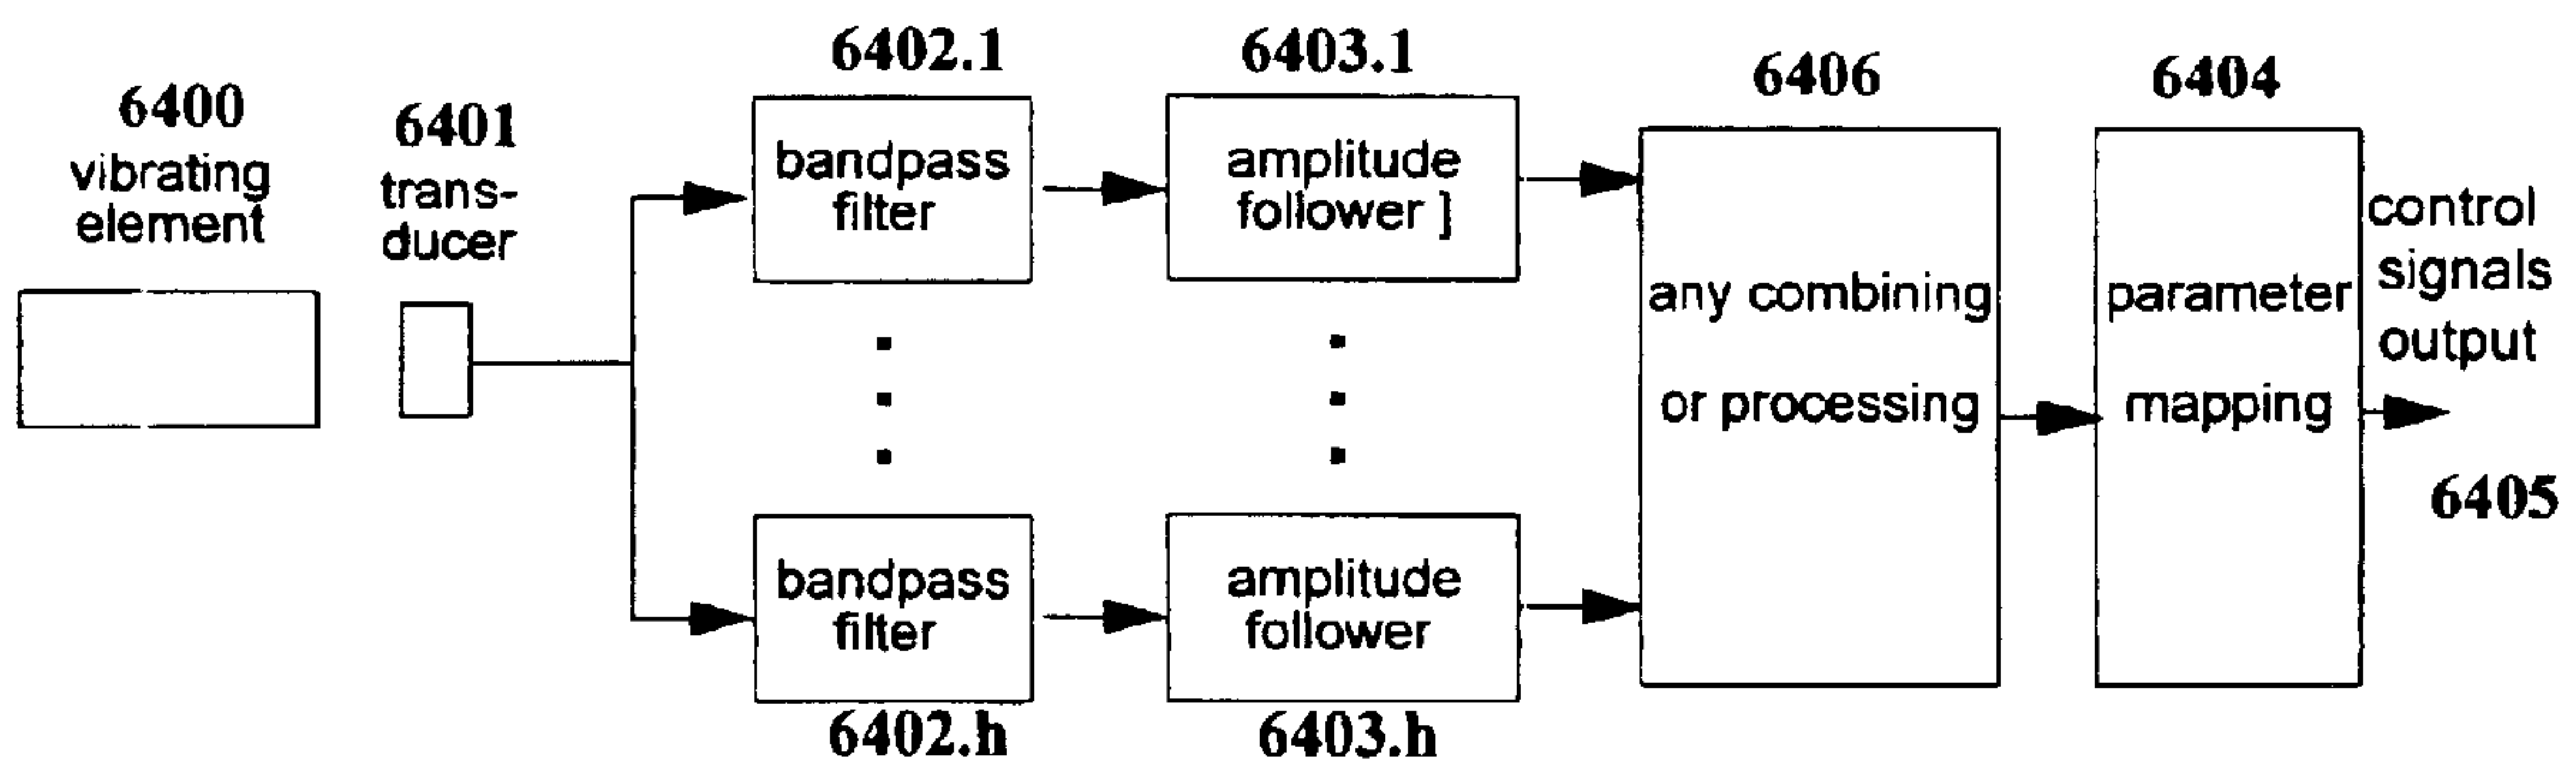 6400
vibrating
element
6401
trans-
ducer
6402.1
bandpass
filter
6403.1
amplitude
follower ]
bandpass
filter
6402.h
amplitude
follower
6403.h
6406
any combining
or processing
6404
parameter
mapping
control
signals
output
6405